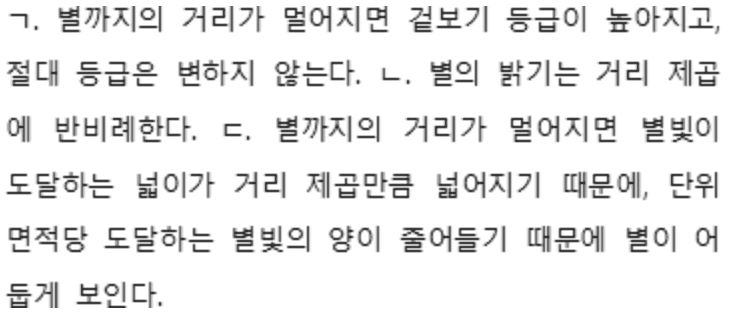 ㄱ. 별까지의 거리가 멀어지면 겉보기 등급이 높아지고,
절대 등급은 변하지 않는다. ㄴ. 별의 밝기는 거리 제곱
에 반비례한다. ㄷ. 별까지의 거리가 멀어지면 별빛이
도달하는 넓이가 거리 제곱만큼 넓어지기 때문에, 단위
면적당 도달하는 별빛의 양이 줄어들기 때문에 별이 어
둡게 보인다.